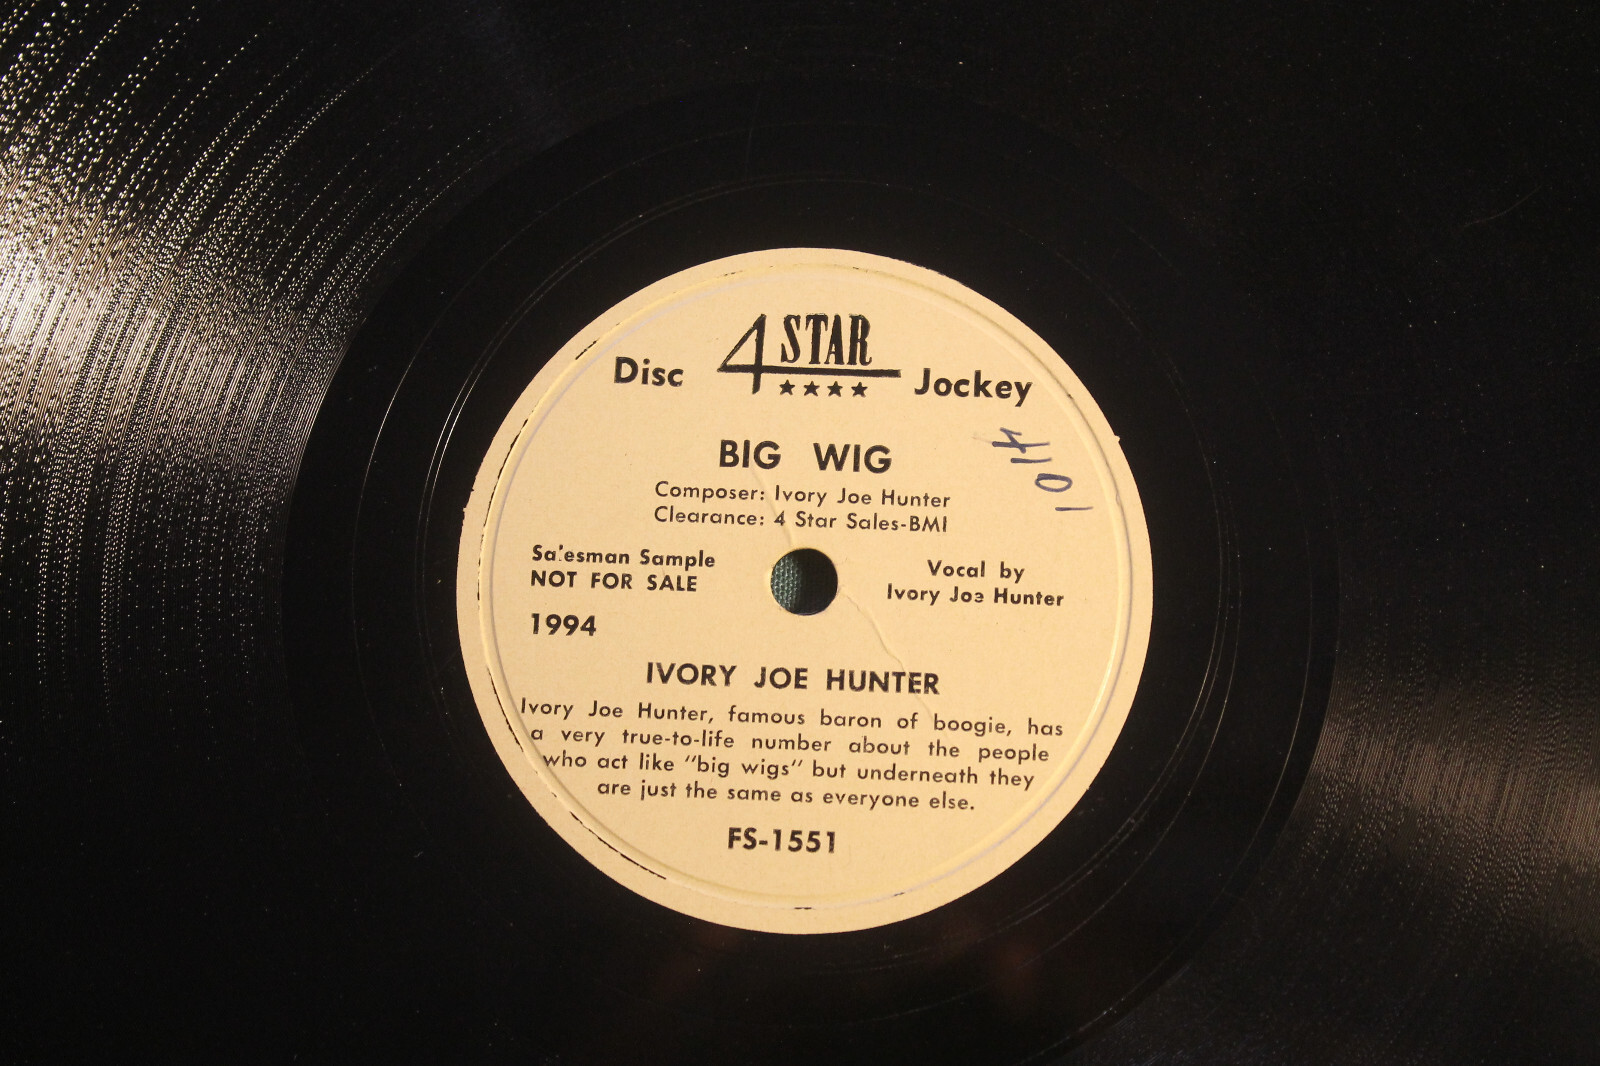 4 STAR
Disc Jockey
★★★★
BIG WIG
Composer: Ivory Joe Hunter
Clearance: 4 Star Sales-BMI
Salesman Sample
NOT FOR SALE
Vocal by
Ivory Joe Hunter
1994
IVORY JOE HUNTER
Ivory Joe Hunter, famous baron of boogie, has
a very true-to-life number about the people
who act like "big wigs" but underneath they
are just the same as everyone else.
FS-1551